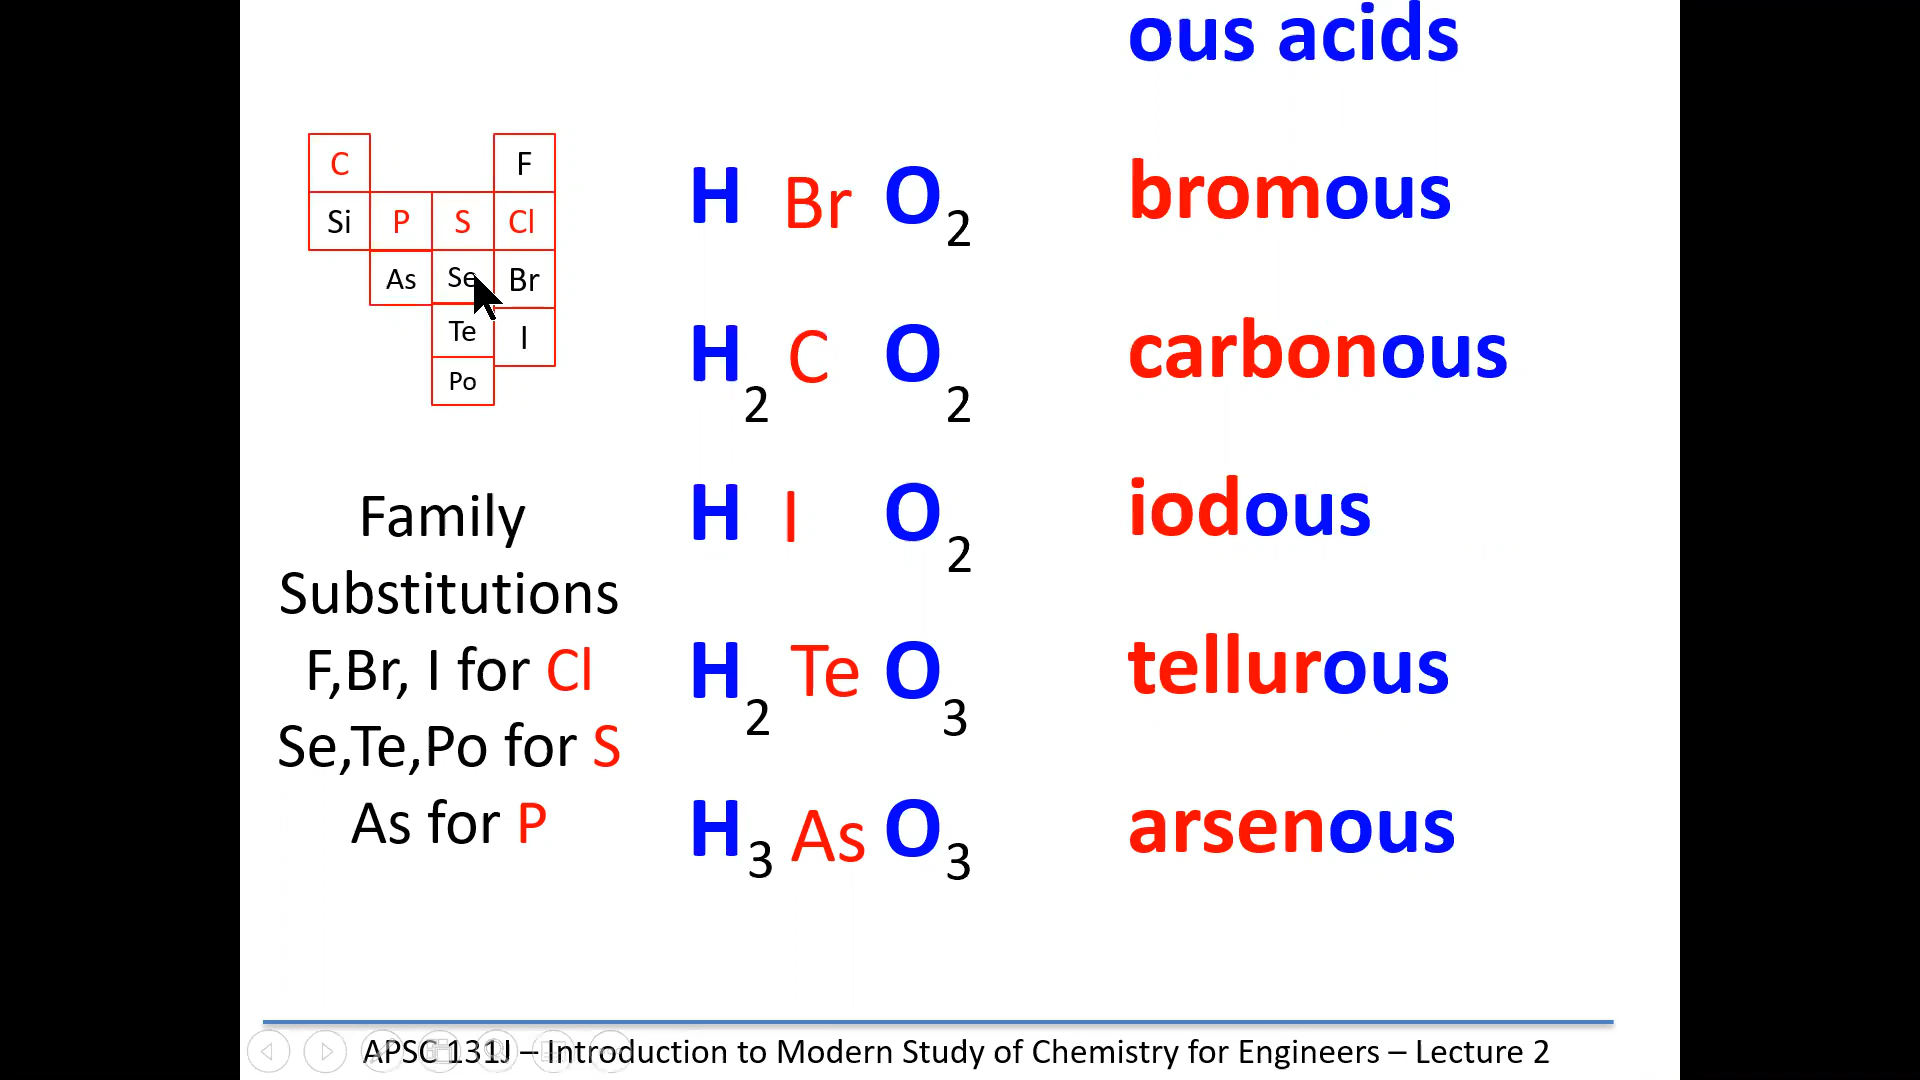 ous acids
C F
Si P S Cl
As Se Br
Te I
Po
H Br O2 bromous
H2 C O2 carbonous
H I O2 iodous
H2 Te O3 tellurous
H3 As O3 arsenous
Family
Substitutions
F,Br, I for Cl
Se,Te,Po for S
As for P
APSC 131J – Introduction to Modern Study of Chemistry for Engineers – Lecture 2